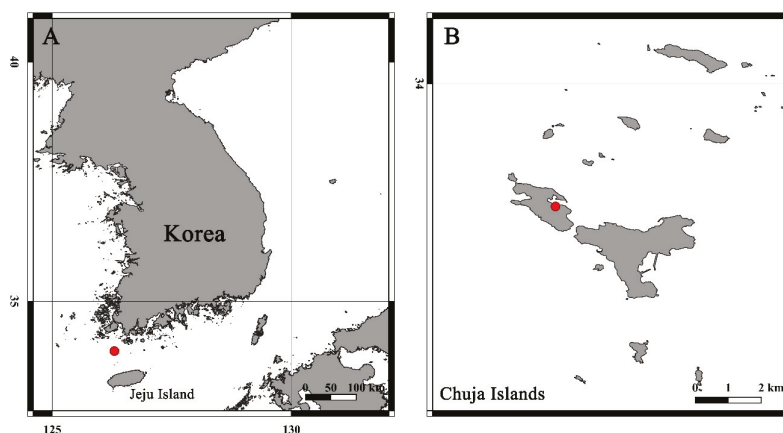 A
40
Korea
35
Jeju Island
0 50 100 km
125
130
B
34
Chuja Islands
0 1 2 km